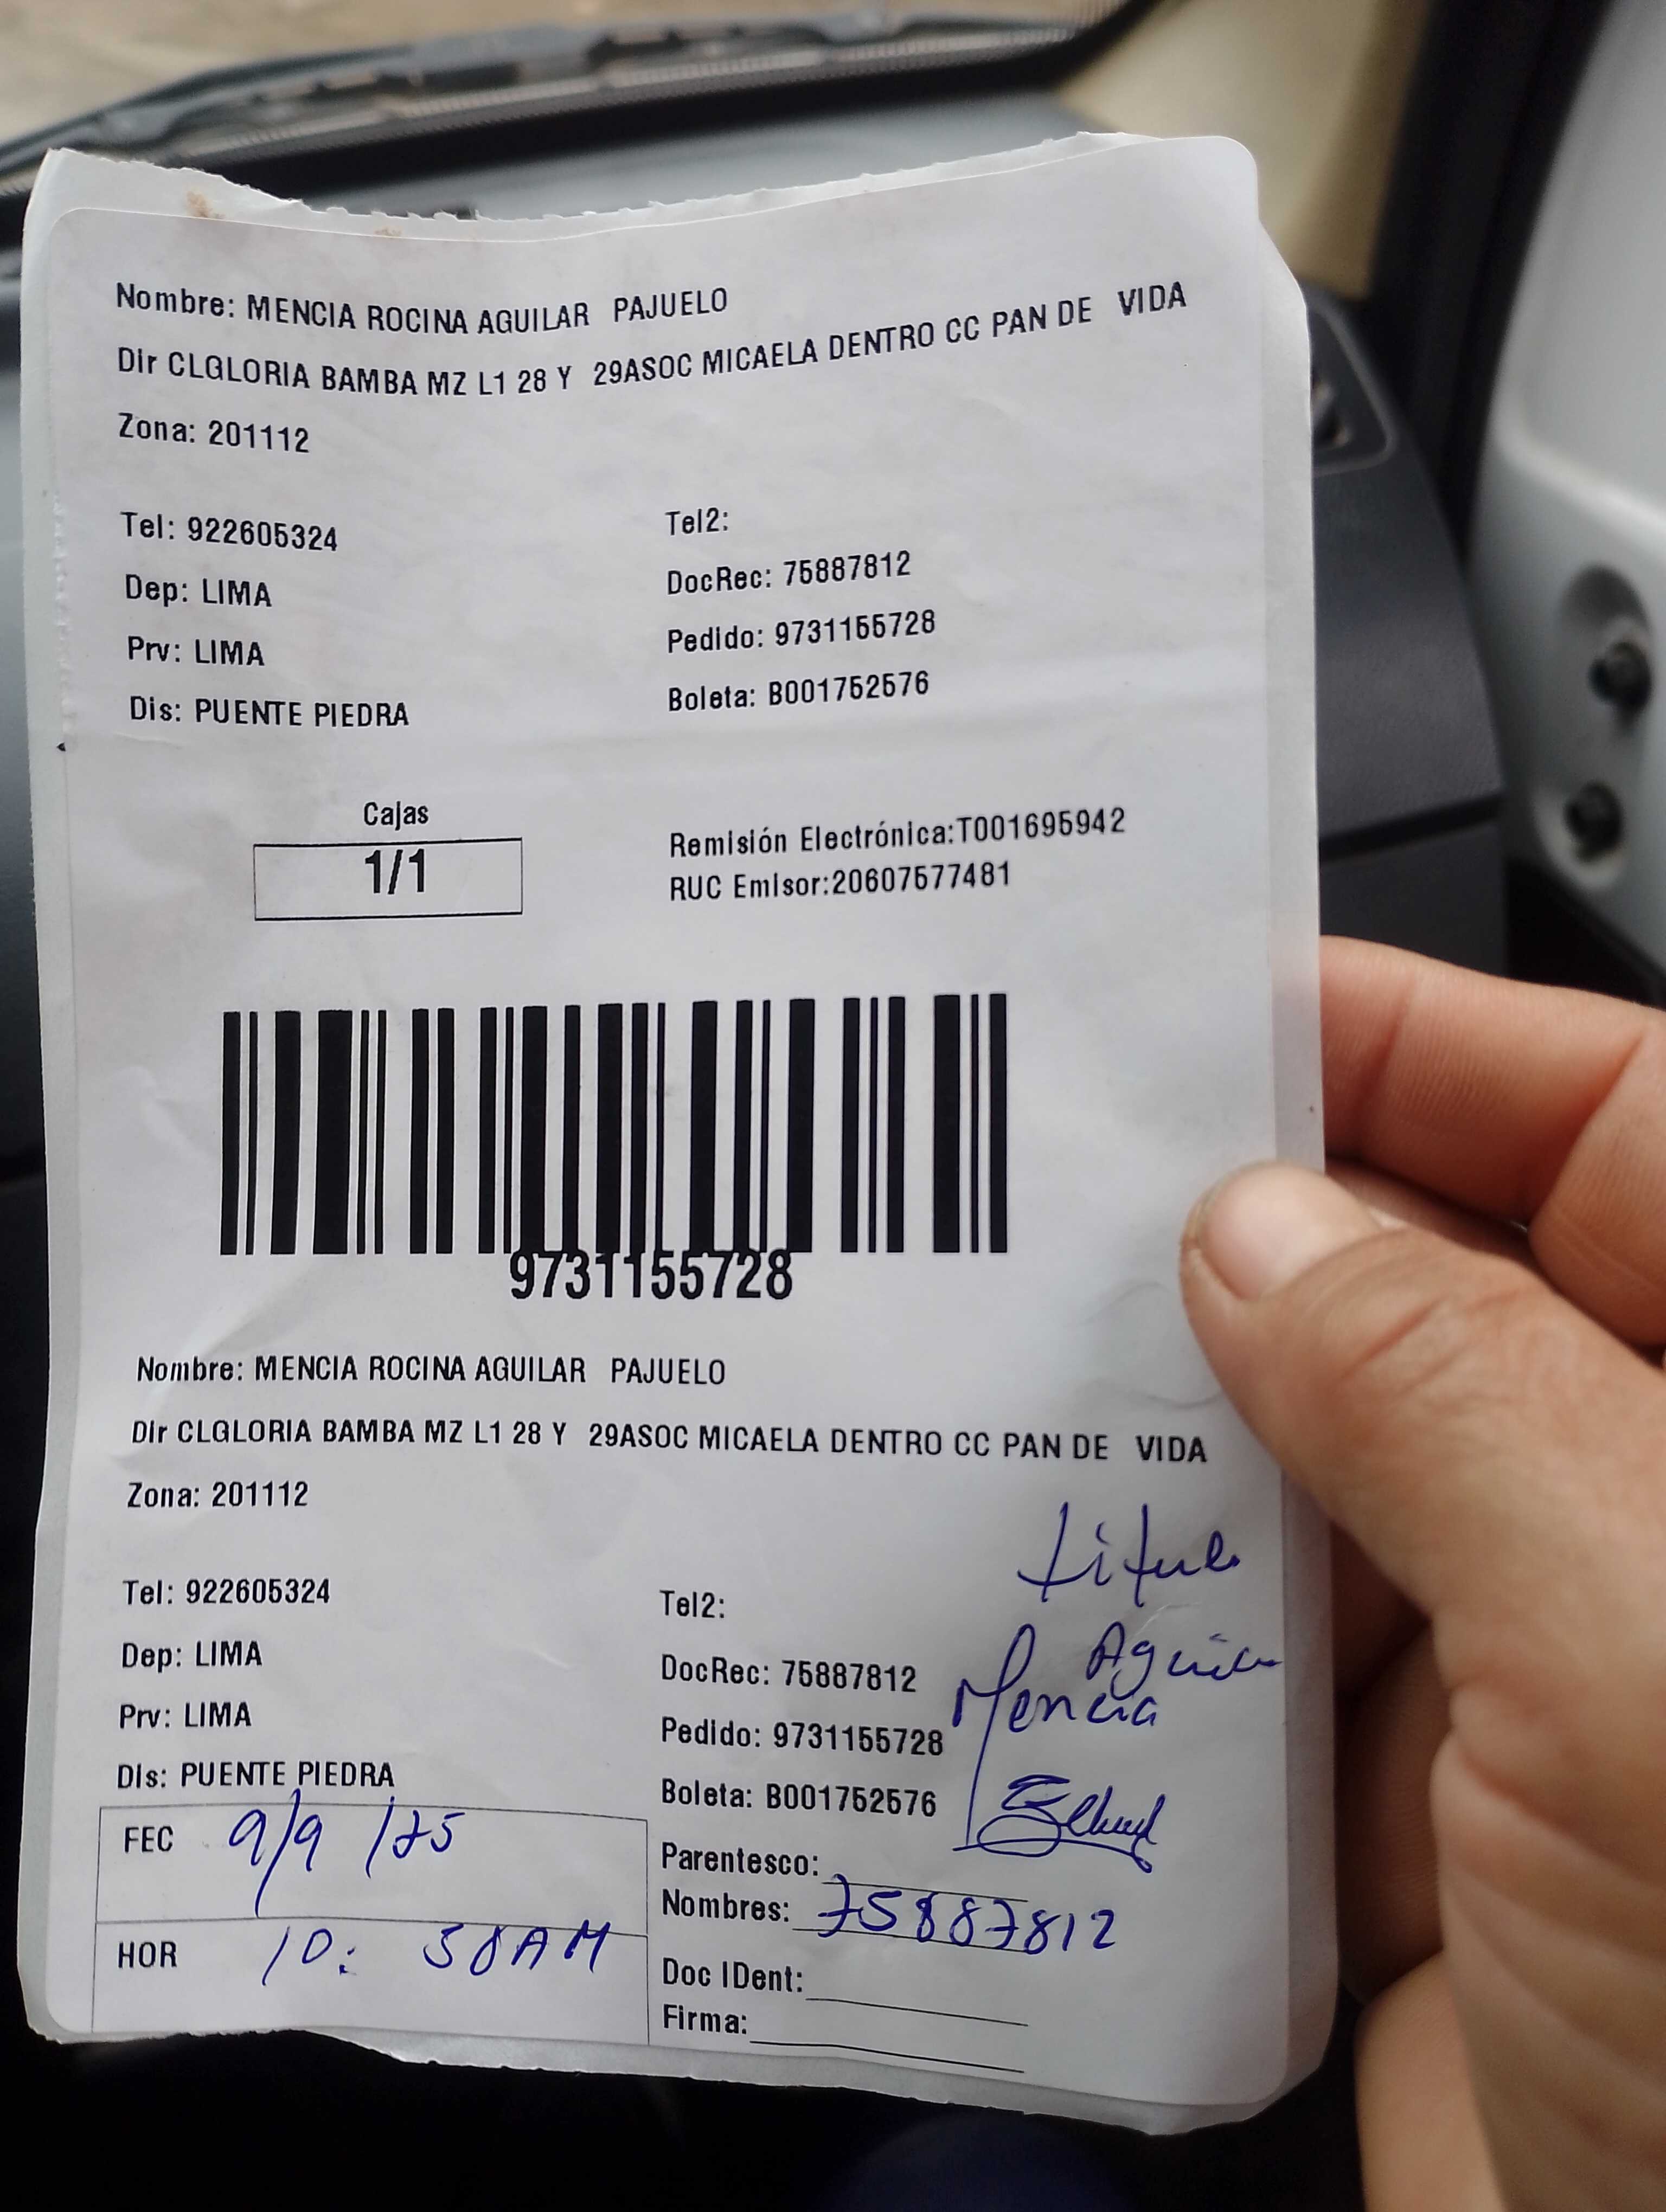 Nombre: MENCIA ROCINA AGUILAR PAJUELO
Dir CLGLORIA BAMBA MZ L1 28 Y 29ASOC MICAELA DENTRO CC PAN DE VIDA
Zona: 201112
Tel: 922605324
Tel2:
Dep: LIMA
DocRec: 75887812
Prv: LIMA
Pedido: 9731155728
Dis: PUENTE PIEDRA
Boleta: B001752576
Cajas
1/1
Remisión Electrónica:T001695942
RUC Emisor:20607577481
9731155728
Nombre: MENCIA ROCINA AGUILAR PAJUELO
Dir CLGLORIA BAMBA MZ L1 28 Y 29ASOC MICAELA DENTRO CC PAN DE VIDA
Zona: 201112
Tel: 922605324
Tel2:
Dep: LIMA
DocRec: 75887812
Prv: LIMA
Pedido: 9731155728
Dis: PUENTE PIEDRA
Boleta: B001752576
Mencia
FEC 9/9/25
Parentesco:
Nombres: 75887812
HOR 10:58AM
Doc IDent:
Firma: